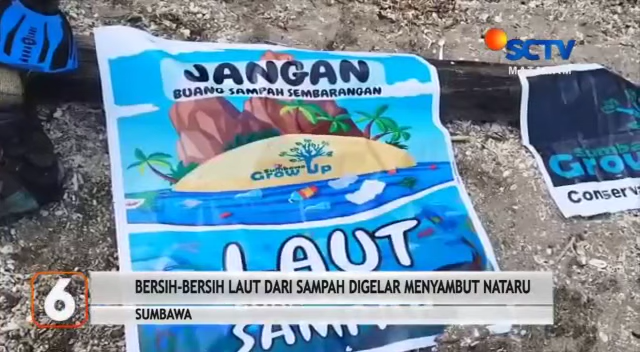 SCTV
JANGAN
BUANG SAMPAH SEMBARANGAN
Sumbawa
Grow Up
Grow
Conserv
LAUT
6
BERSIH-BERSIH LAUT DARI SAMPAH DIGELAR MENYAMBUT NATARU
SUMBAWA